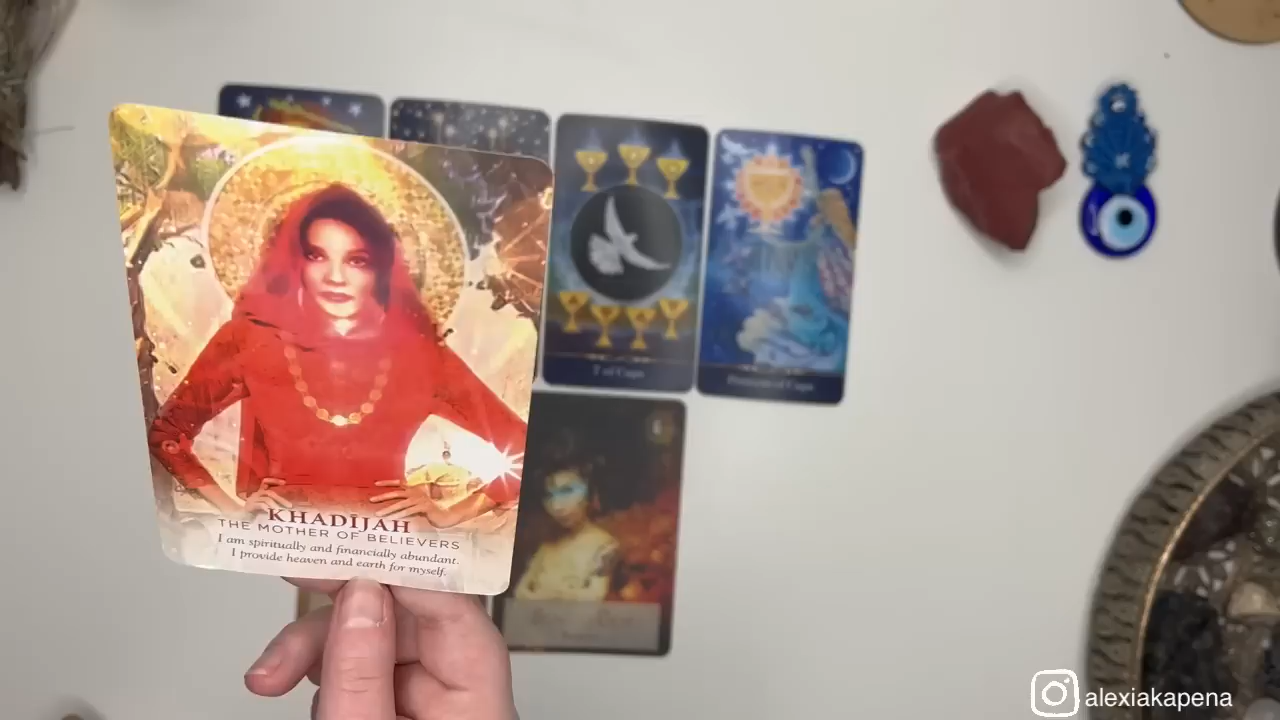 7 of Cups
KHADĪJAH
THE MOTHER OF BELIEVERS
I am spiritually and financially abundant.
I provide heaven and earth for myself.
alexiakapena